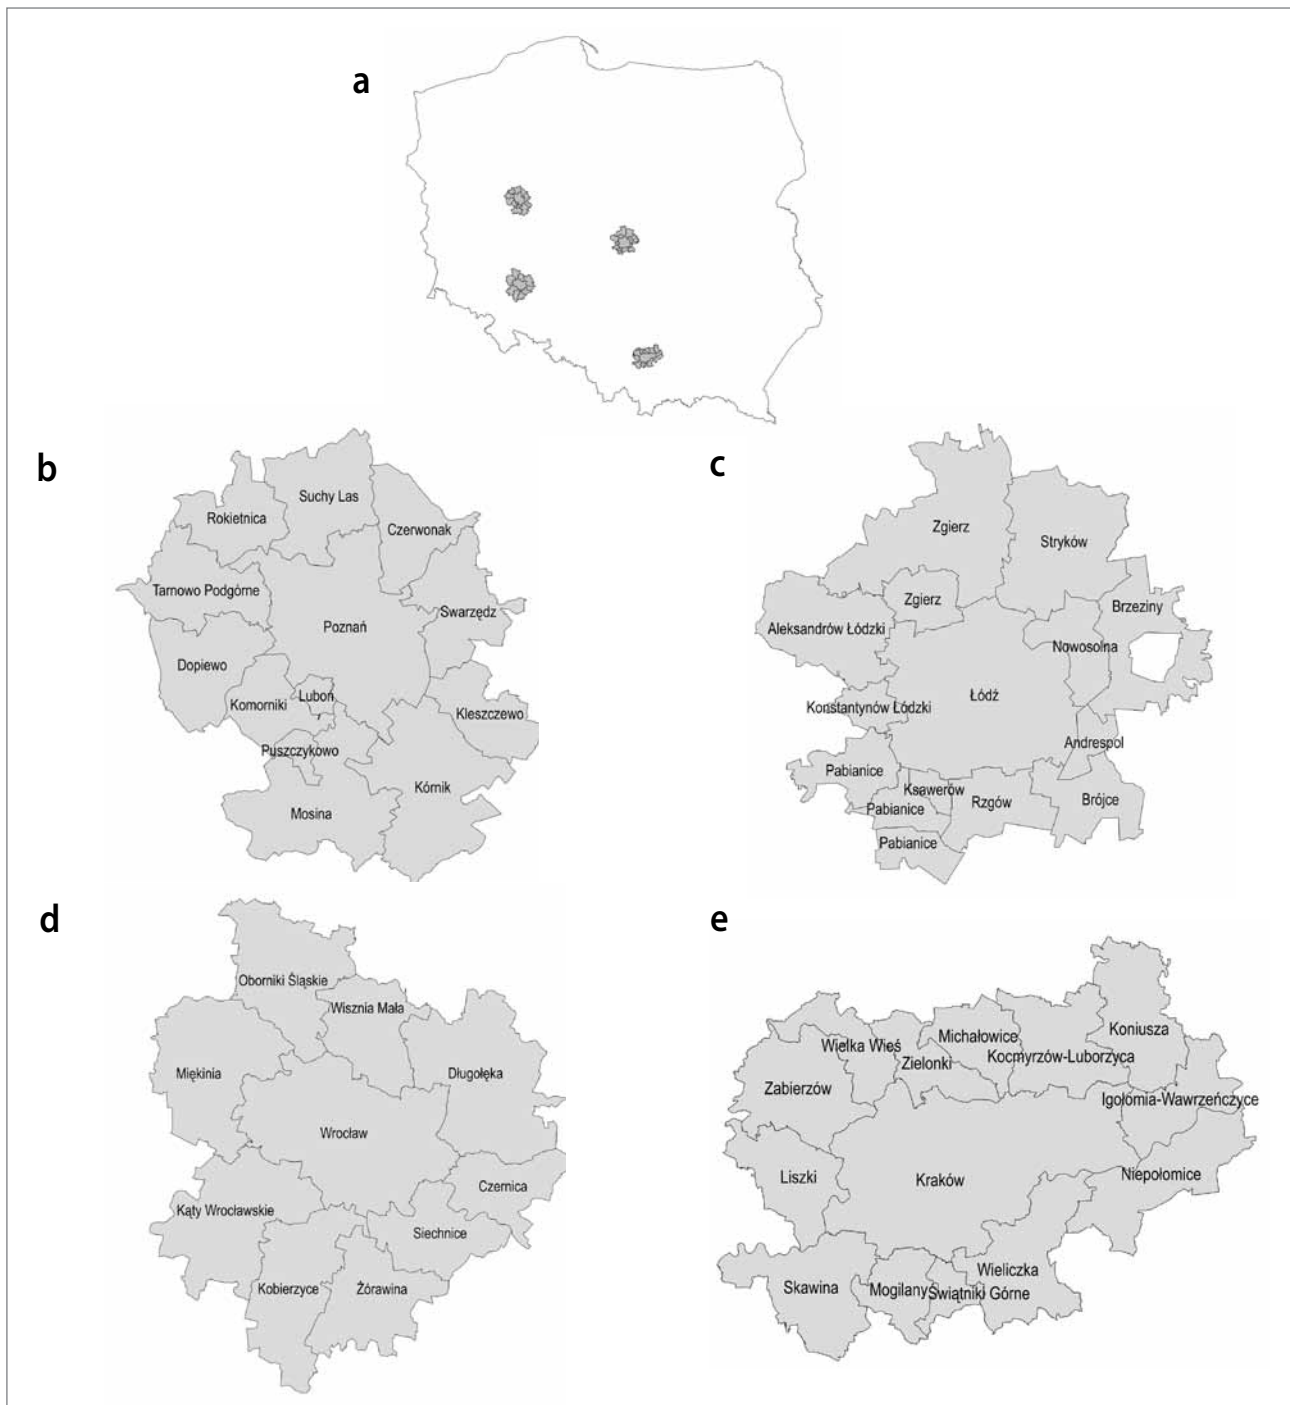 a
b
Suchy Las
Rokietnica
Czerwonak
Tarnowo Podgórne
Swarzędz
Poznań
Dopiewo
Luboń
Komorniki
Kleszczewo
Puszczykowo
Kórnik
Mosina
c
Zgierz
Stryków
Zgierz
Brzeziny
Aleksandrów Łódzki
Nowosolna
Łódź
Konstantynów Łódzki
Andrespol
Pabianice
Ksawerów
Brójce
Rzgów
Pabianice
Pabianice
d
Oborniki Śląskie
Wisznia Mała
Miękinia
Długołęka
Wrocław
Czernica
Kąty Wrocławskie
Siechnice
Kobierzyce
Żórawina
e
Koniusza
Michałowice
Wielka Wieś
Kocmyrzów-Luborzyca
Zielonki
Zabierzów
Igołomia-Wawrzeńczyce
Niepołomice
Liszki
Kraków
Wieliczka
Skawina
Mogilany
Świątniki Górne